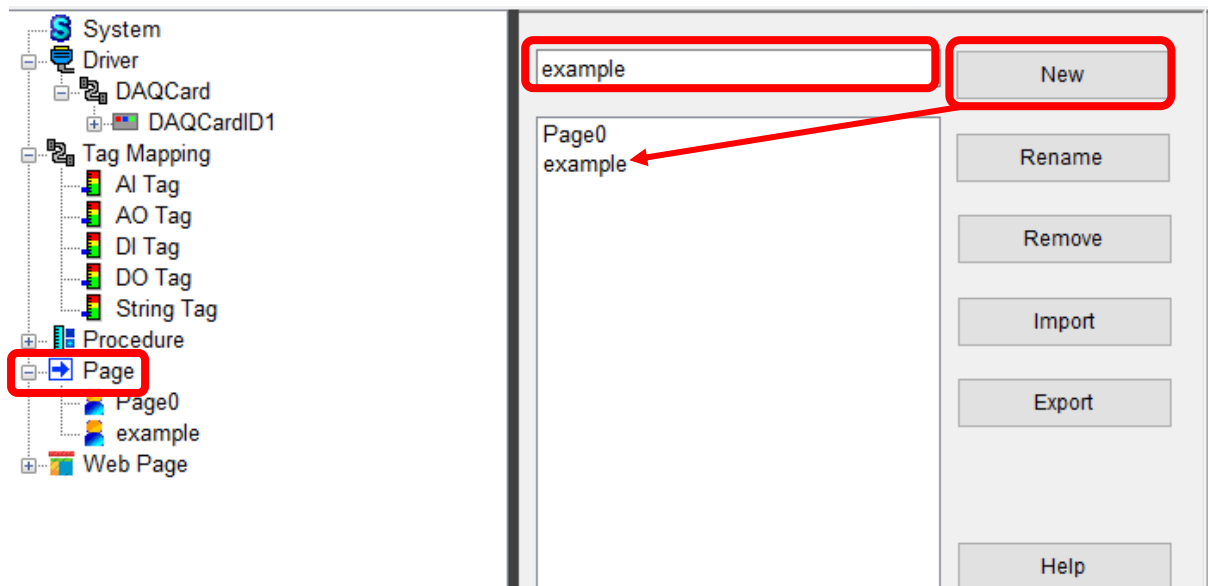 System
Driver
DAQCard
DAQCardID1
Tag Mapping
AI Tag
AO Tag
DI Tag
DO Tag
String Tag
Procedure
Page
Page0
example
Web Page
example
New
Page0
example
Rename
Remove
Import
Export
Help